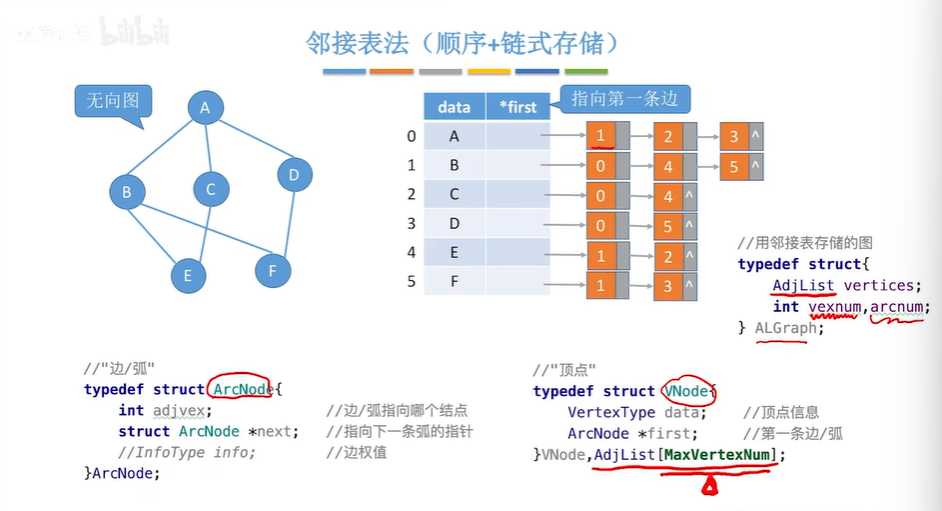 邻接表法（顺序+链式存储）
无向图
A
B
C
D
E
F
data *first
指向第一条边
0 A 1 2 3 ^
1 B 0 4 5 ^
2 C 0 4 ^
3 D 0 5 ^
4 E 1 2 ^
5 F 1 3 ^
//用邻接表存储的图
typedef struct{
AdjList vertices;
int vexnum,arcnum;
} ALGraph;
//"边/弧"
typedef struct ArcNode{
int adjvex; //边/弧指向哪个结点
struct ArcNode *next; //指向下一条弧的指针
//InfoType info; //边权值
}ArcNode;
//"顶点"
typedef struct VNode{
VertexType data; //顶点信息
ArcNode *first; //第一条边/弧
}VNode,AdjList[MaxVertexNum];